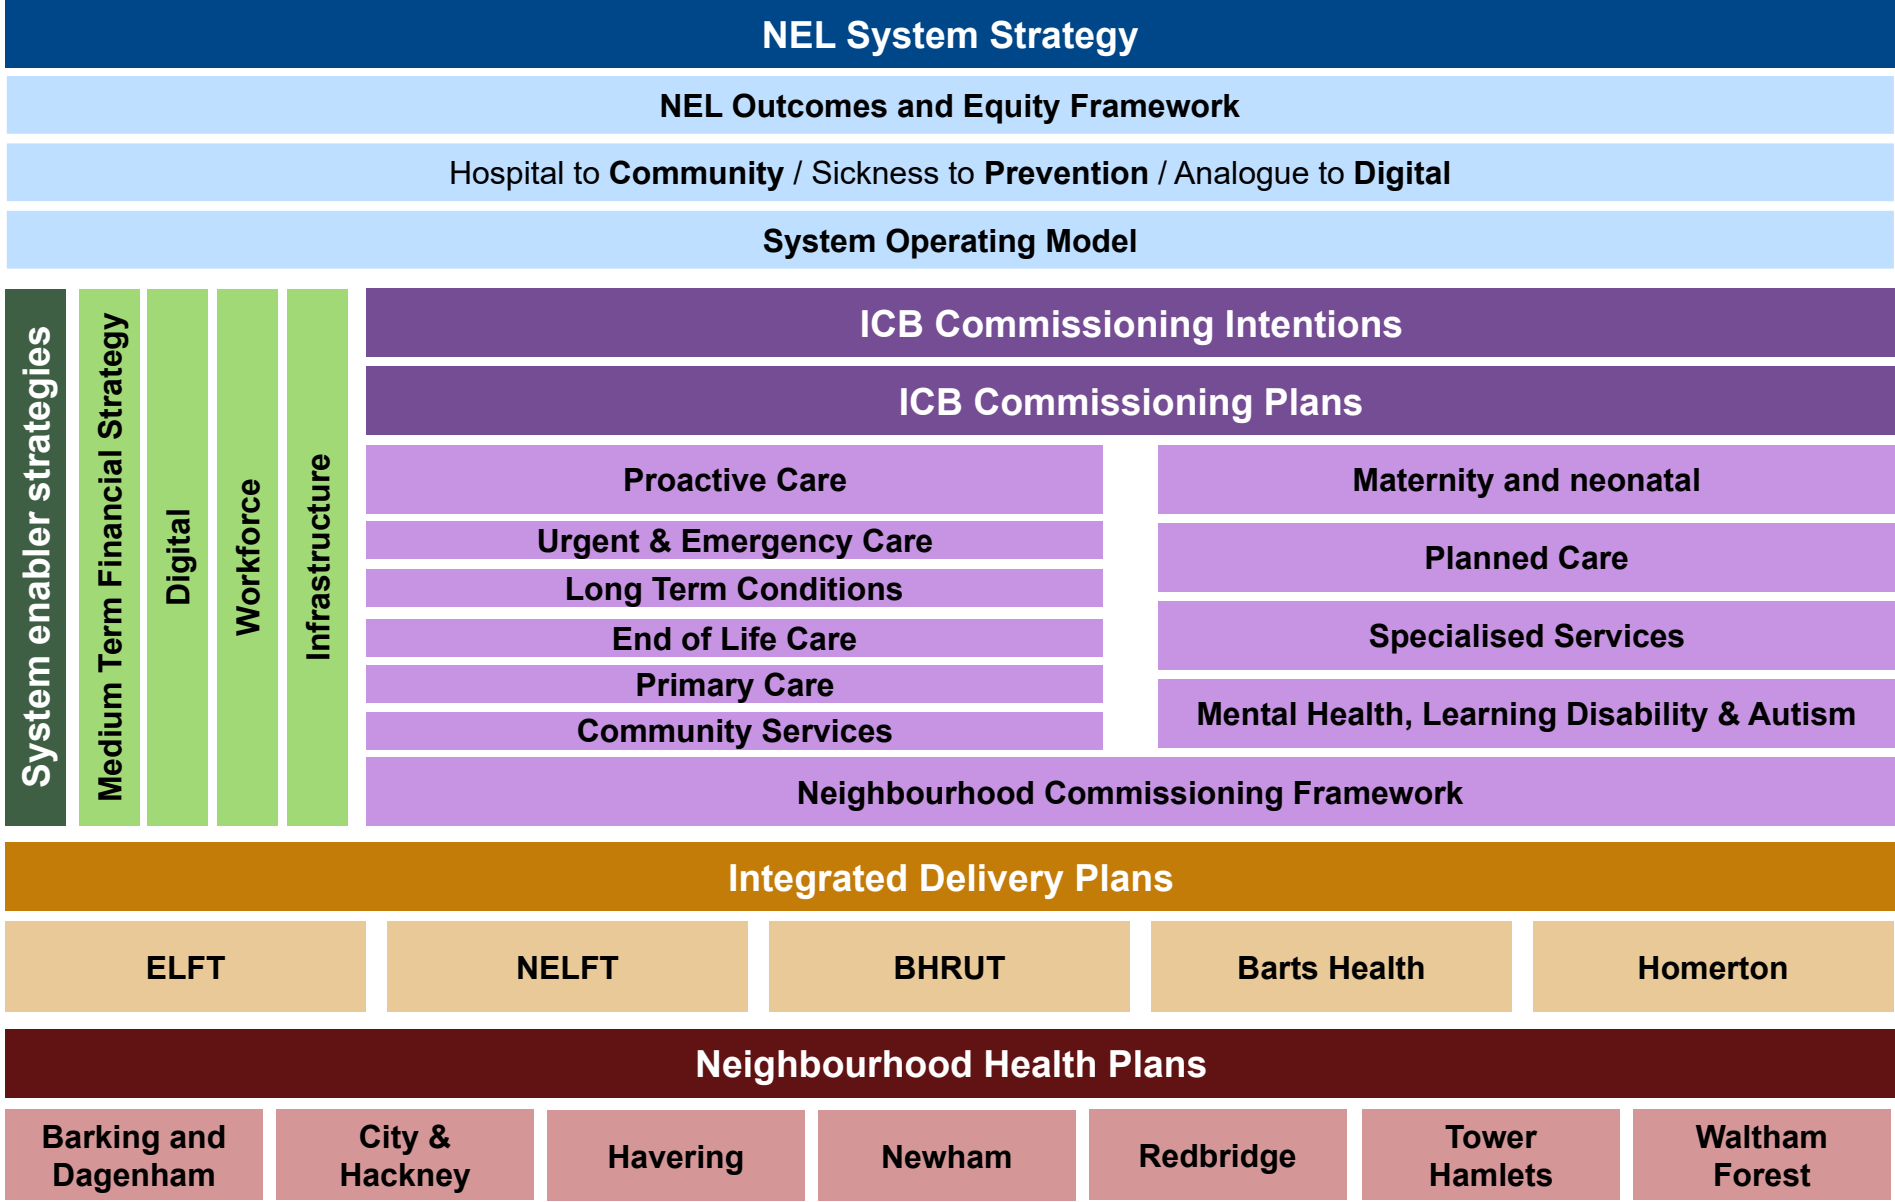 NEL System Strategy
NEL Outcomes and Equity Framework
Hospital to Community / Sickness to Prevention / Analogue to Digital
System Operating Model
System enabler strategies
Medium Term Financial Strategy
Digital
Workforce
Infrastructure
ICB Commissioning Intentions
ICB Commissioning Plans
Proactive Care
Urgent & Emergency Care
Long Term Conditions
End of Life Care
Primary Care
Community Services
Maternity and neonatal
Planned Care
Specialised Services
Mental Health, Learning Disability & Autism
Neighbourhood Commissioning Framework
Integrated Delivery Plans
ELFT
NELFT
BHRUT
Barts Health
Homerton
Neighbourhood Health Plans
Barking and
Dagenham
City &
Hackney
Havering
Newham
Redbridge
Tower
Hamlets
Waltham
Forest